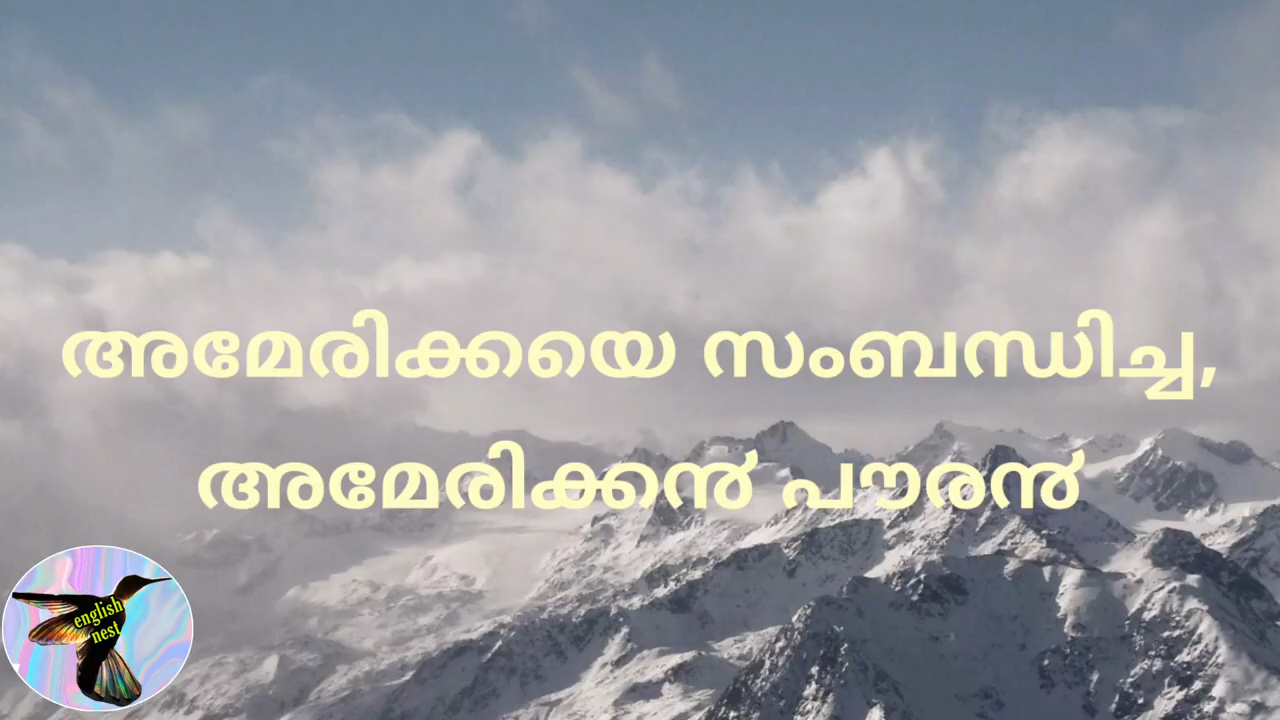 അമേരിക്കയെ സംബന്ധിച്ച,
അമേരിക്കൻ പൗരൻ
english
nest